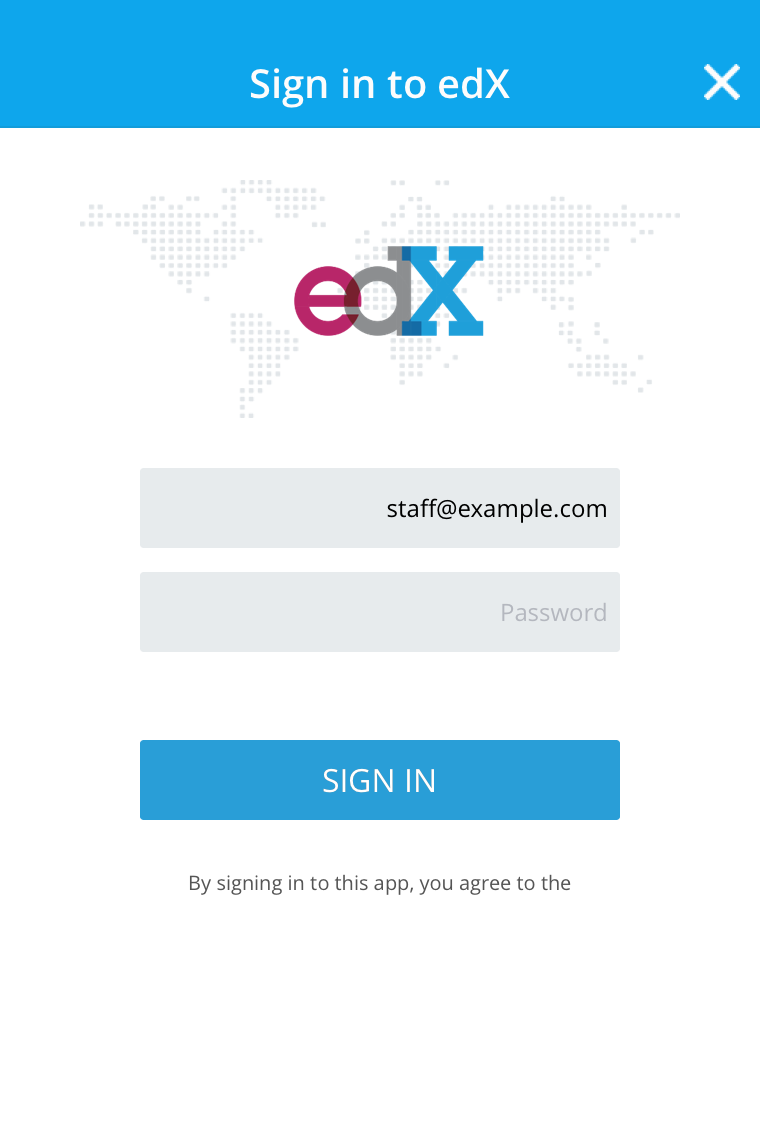 Sign in to edX
edX
staff@example.com
Password
SIGN IN
By signing in to this app, you agree to the